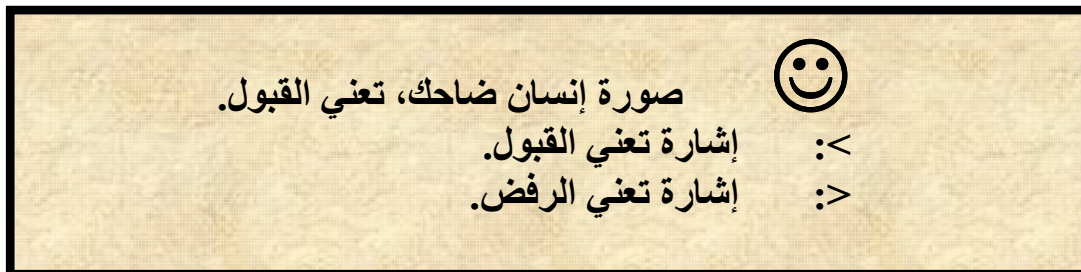 ☺ صورة إنسان ضاحك، تعني القبول.
>: إشارة تعني القبول.
<: إشارة تعني الرفض.